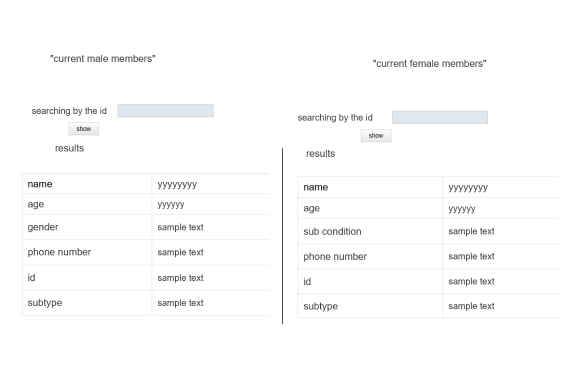 "current male members"
searching by the id
show
results
name yyyyyyyy
age yyyyyy
gender sample text
phone number sample text
id sample text
subtype sample text
"current female members"
searching by the id
show
results
name yyyyyyyy
age yyyyyy
sub condition sample text
phone number sample text
id sample text
subtype sample text